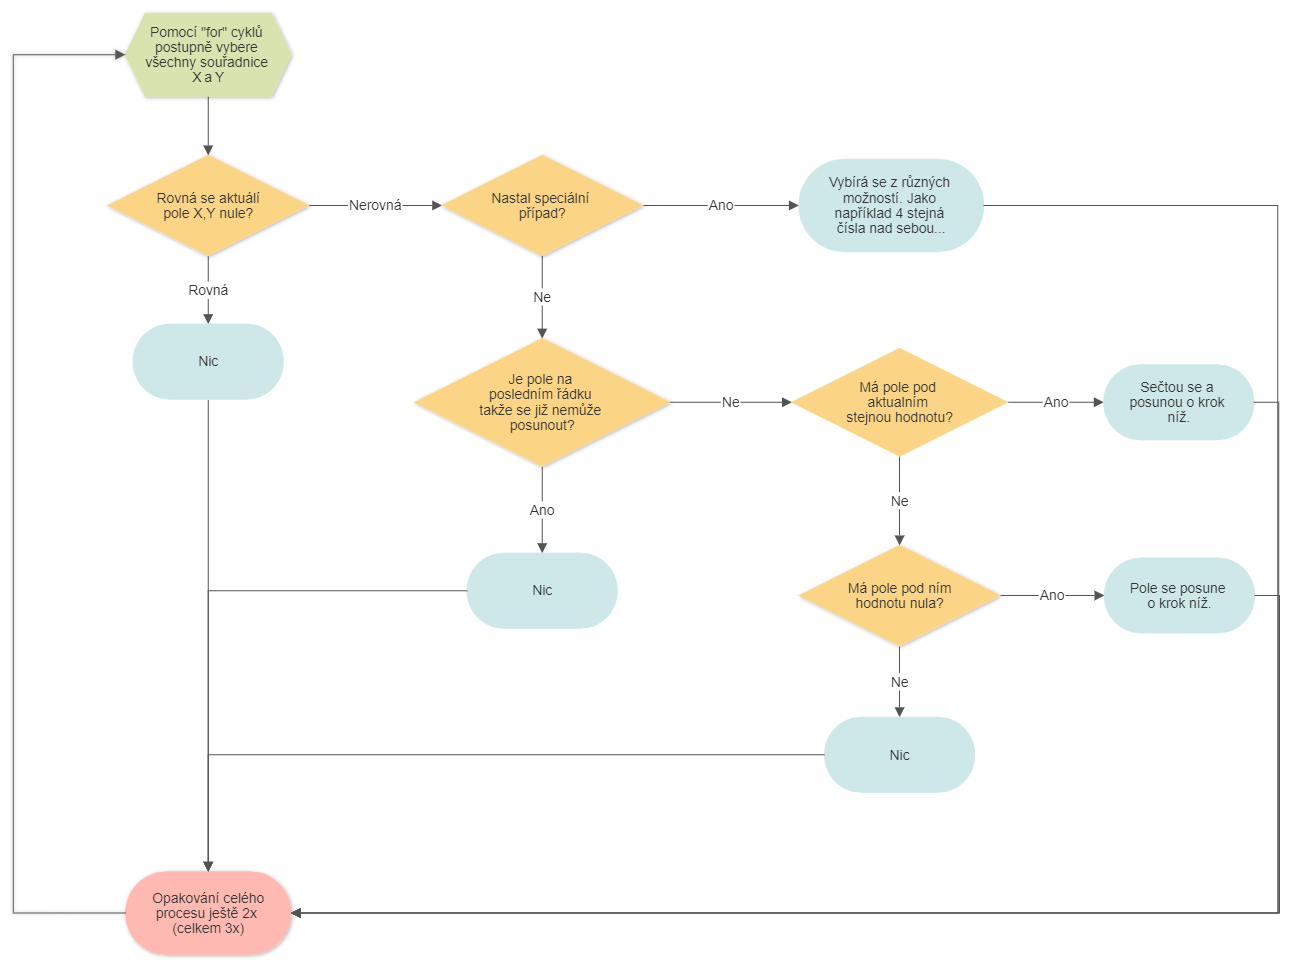 Pomocí "for" cyklů
postupně vybere
všechny souřadnice
X a Y
Rovná se aktuálí
pole X,Y nule?
Nerovná
Nastal speciální
případ?
Ano
Vybírá se z různých
možností. Jako
například 4 stejná
čísla nad sebou...
Rovná
Ne
Nic
Je pole na
posledním řádku
takže se již nemůže
posunout?
Ne
Má pole pod
aktualním
stejnou hodnotu?
Ano
Sečtou se a
posunou o krok
níž.
Ano
Ne
Nic
Má pole pod ním
hodnotu nula?
Ano
Pole se posune
o krok níž.
Ne
Nic
Opakování celého
procesu ještě 2x
(celkem 3x)